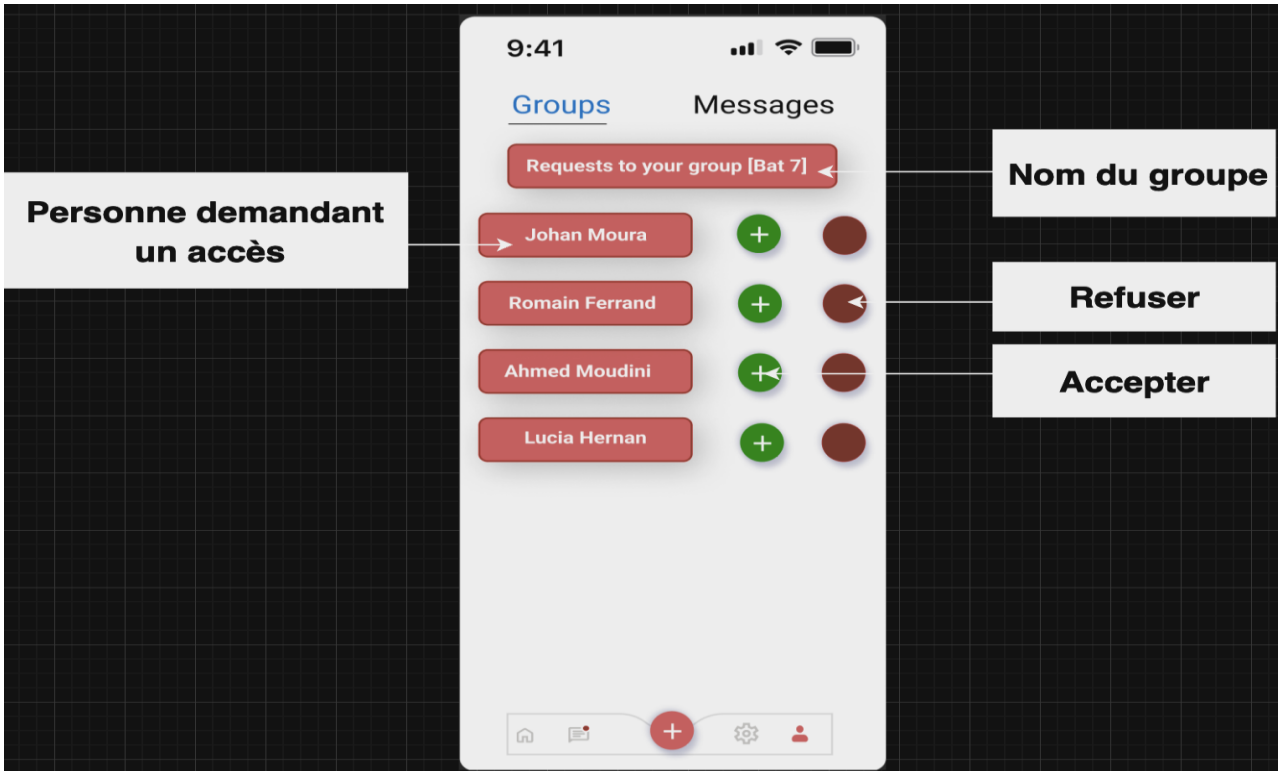 9:41
Groups
Messages
Requests to your group [Bat 7]
Nom du groupe
Personne demandant
un accès
Johan Moura
Romain Ferrand
Refuser
Ahmed Moudini
Accepter
Lucia Hernan